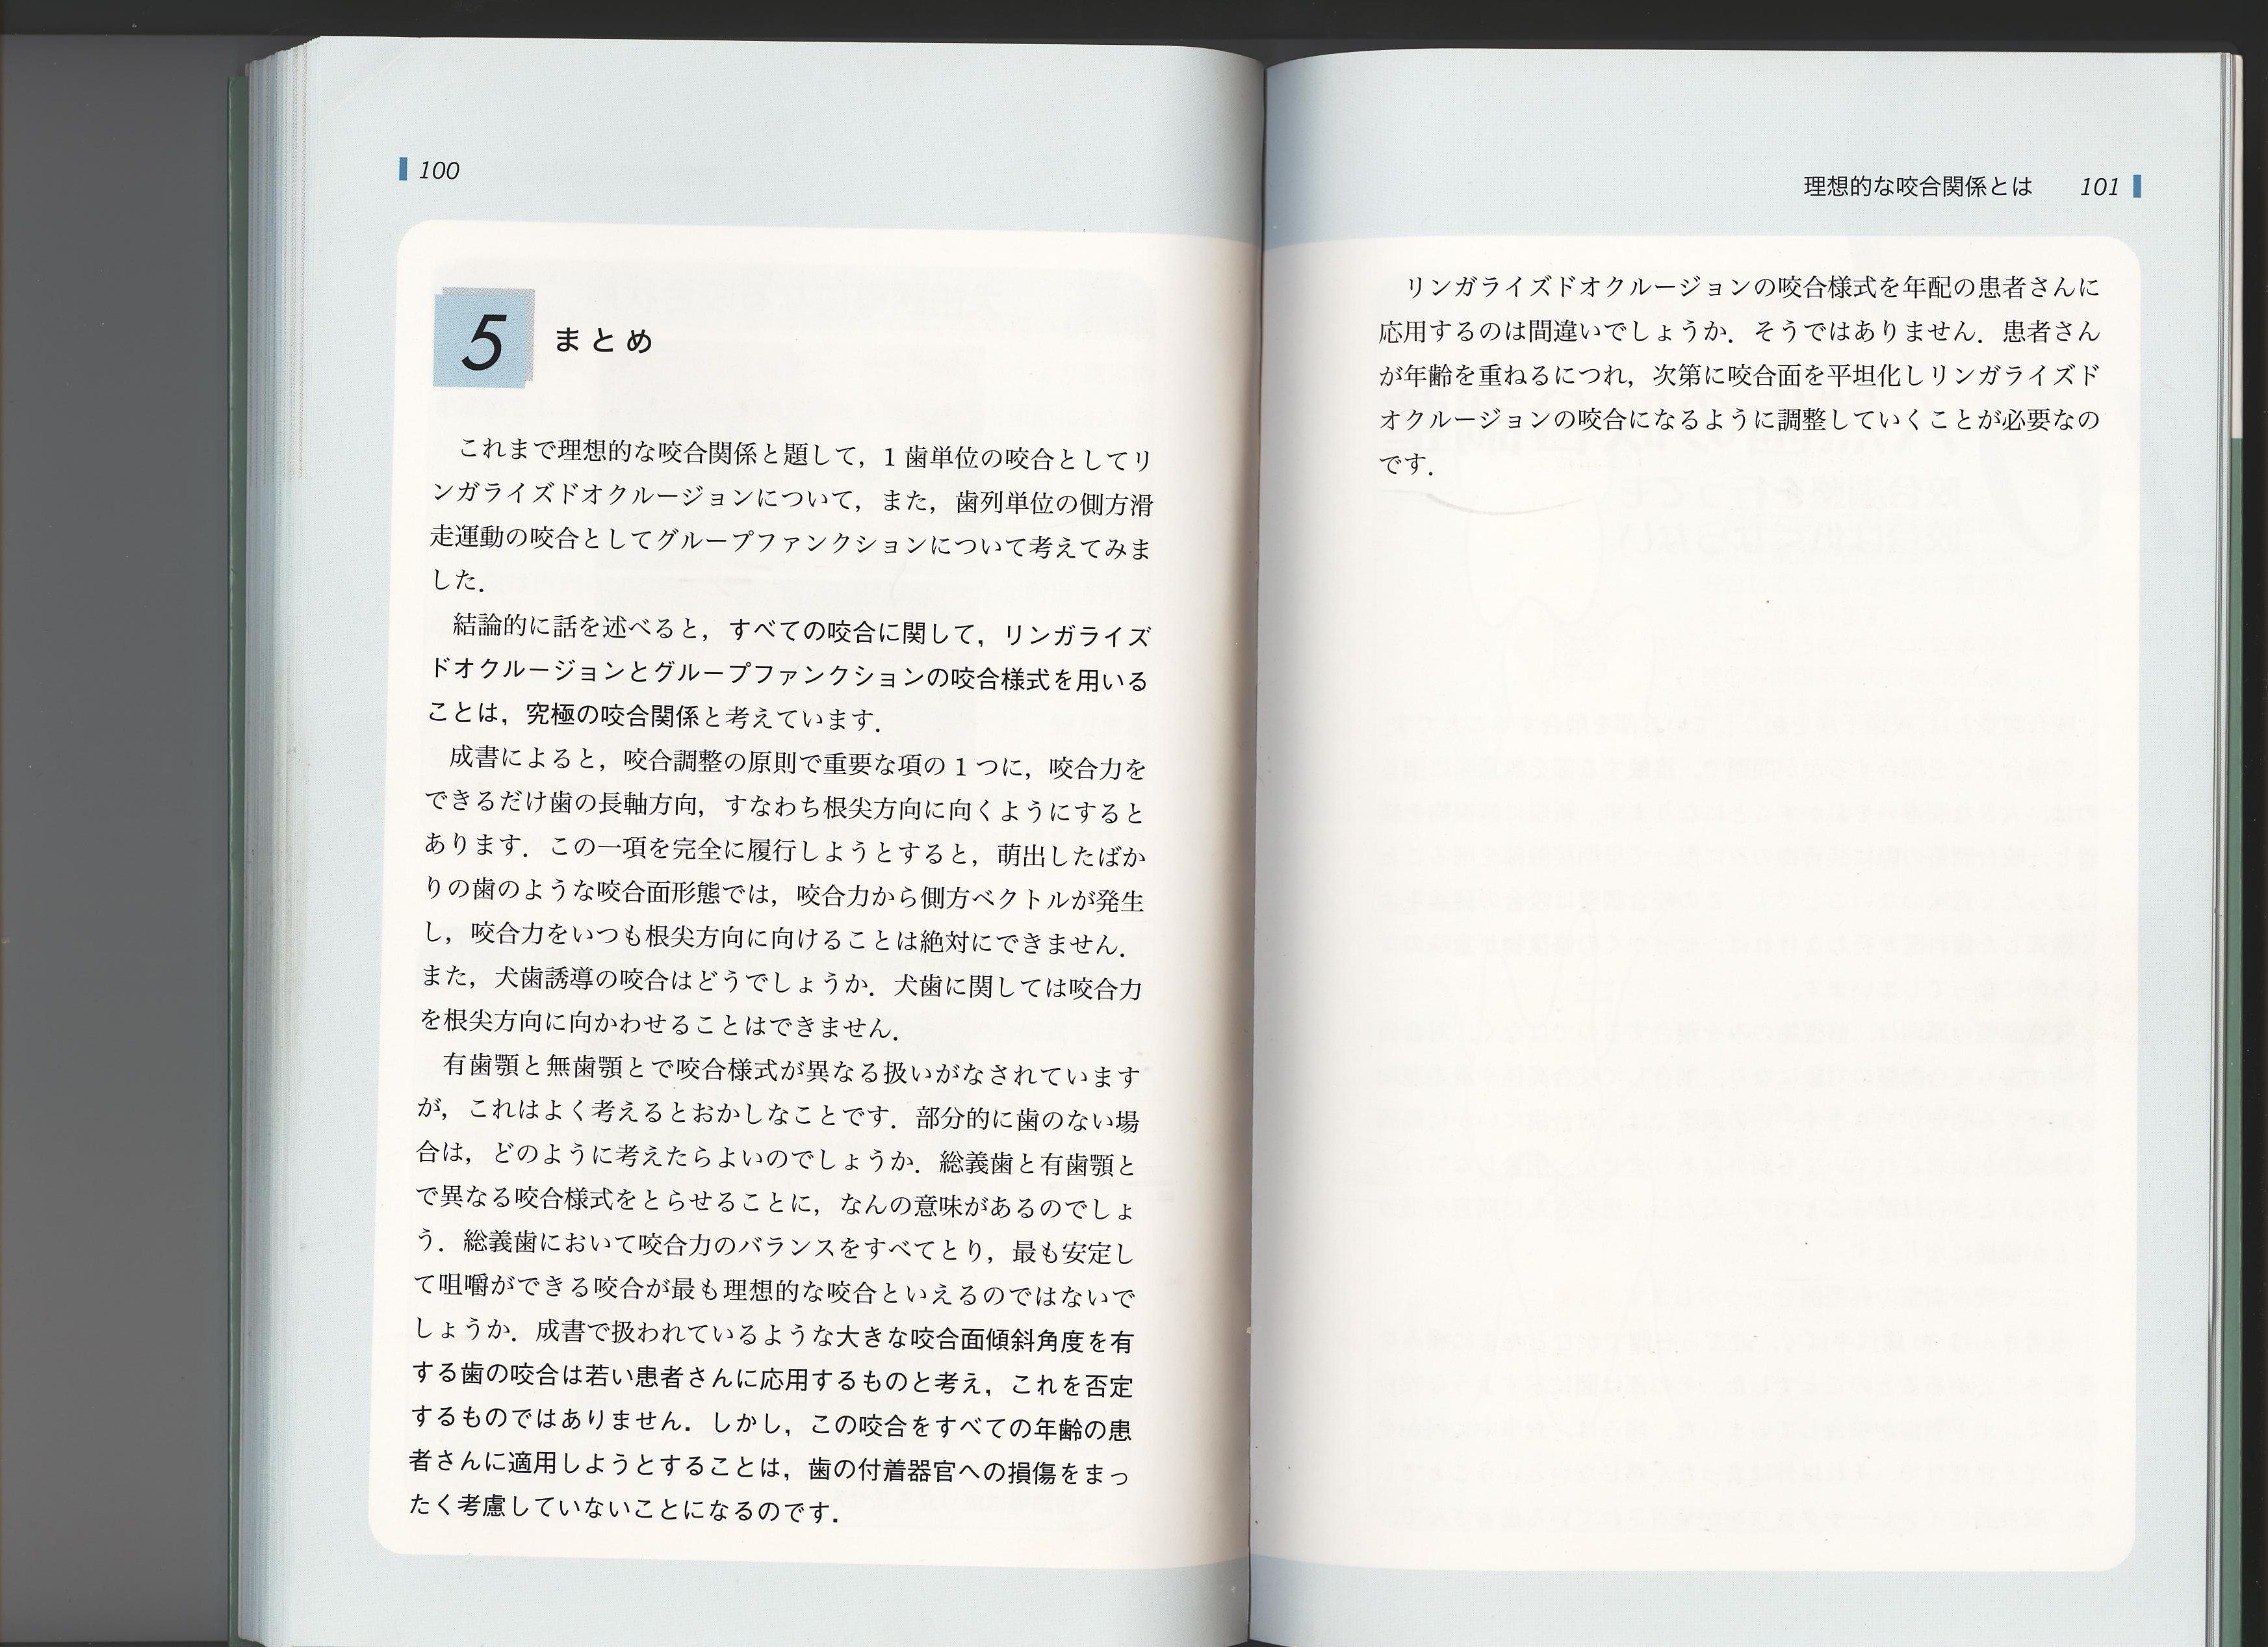 100
5 まとめ
これまで理想的な咬合関係と題して，1 歯単位の咬合としてリ
ンガライズドオクルージョンについて，また，歯列単位の側方滑
走運動の咬合としてグループファンクションについて考えてみま
した．
結論的に話を述べると，すべての咬合に関して，リンガライズ
ドオクルージョンとグループファンクションの咬合様式を用いる
ことは，究極の咬合関係と考えています．
成書によると，咬合調整の原則で重要な項の 1 つに，咬合力を
できるだけ歯の長軸方向，すなわち根尖方向に向くようにすると
あります．この一項を完全に履行しようとすると，萌出したばか
りの歯のような咬合面形態では，咬合力から側方ベクトルが発生
し，咬合力をいつも根尖方向に向けることは絶対にできません．
また，犬歯誘導の咬合はどうでしょうか．犬歯に関しては咬合力
を根尖方向に向かわせることはできません．
有歯顎と無歯顎とで咬合様式が異なる扱いがなされています
が，これはよく考えるとおかしなことです．部分的に歯のない場
合は，どのように考えたらよいのでしょうか．総義歯と有歯顎と
で異なる咬合様式をとらせることに，なんの意味があるのでしょ
う．総義歯において咬合力のバランスをすべてとり，最も安定し
て咀嚼ができる咬合が最も理想的な咬合といえるのではないで
しょうか．成書で扱われているような大きな咬合面傾斜角度を有
する歯の咬合は若い患者さんに応用するものと考え，これを否定
するものではありません．しかし，この咬合をすべての年齢の患
者さんに適用しようとすることは，歯の付着器官への損傷をまっ
たく考慮していないことになるのです．
理想的な咬合関係とは 101
リンガライズドオクルージョンの咬合様式を年配の患者さんに
応用するのは間違いでしょうか．そうではありません．患者さん
が年齢を重ねるにつれ，次第に咬合面を平坦化しリンガライズド
オクルージョンの咬合になるように調整していくことが必要なの
です．